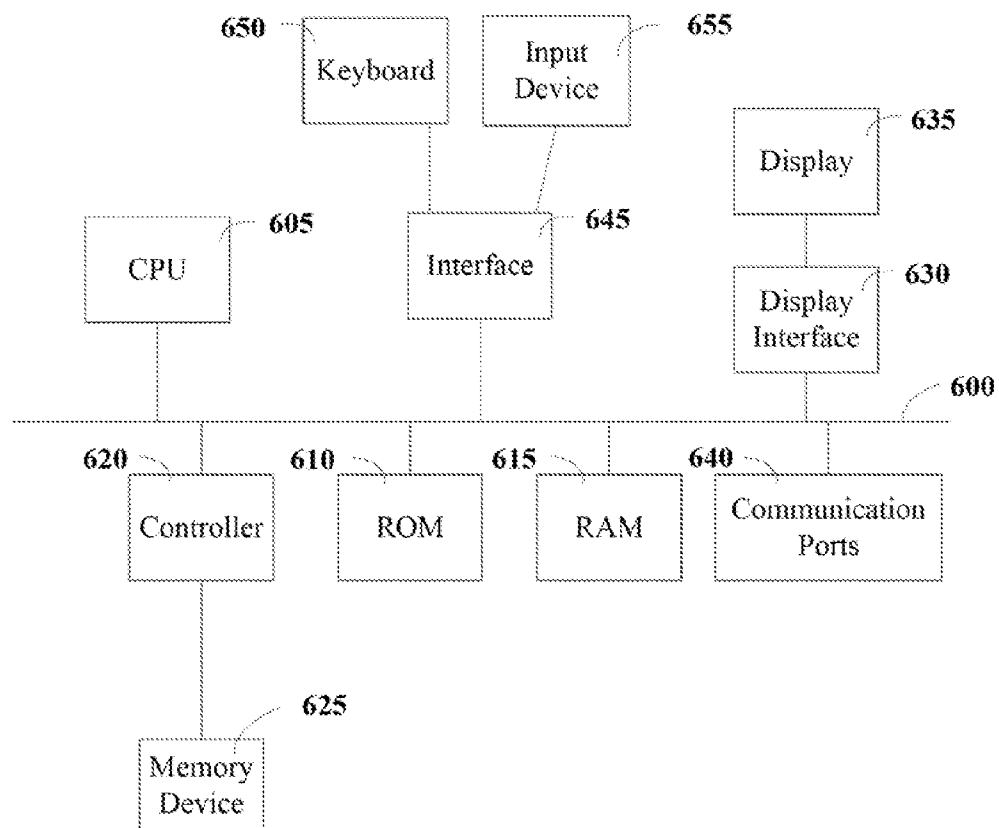 650
Keyboard
655
Input
Device
635
Display
605
CPU
645
Interface
630
Display
Interface
600
620
Controller
610
ROM
615
RAM
640
Communication
Ports
625
Memory
Device